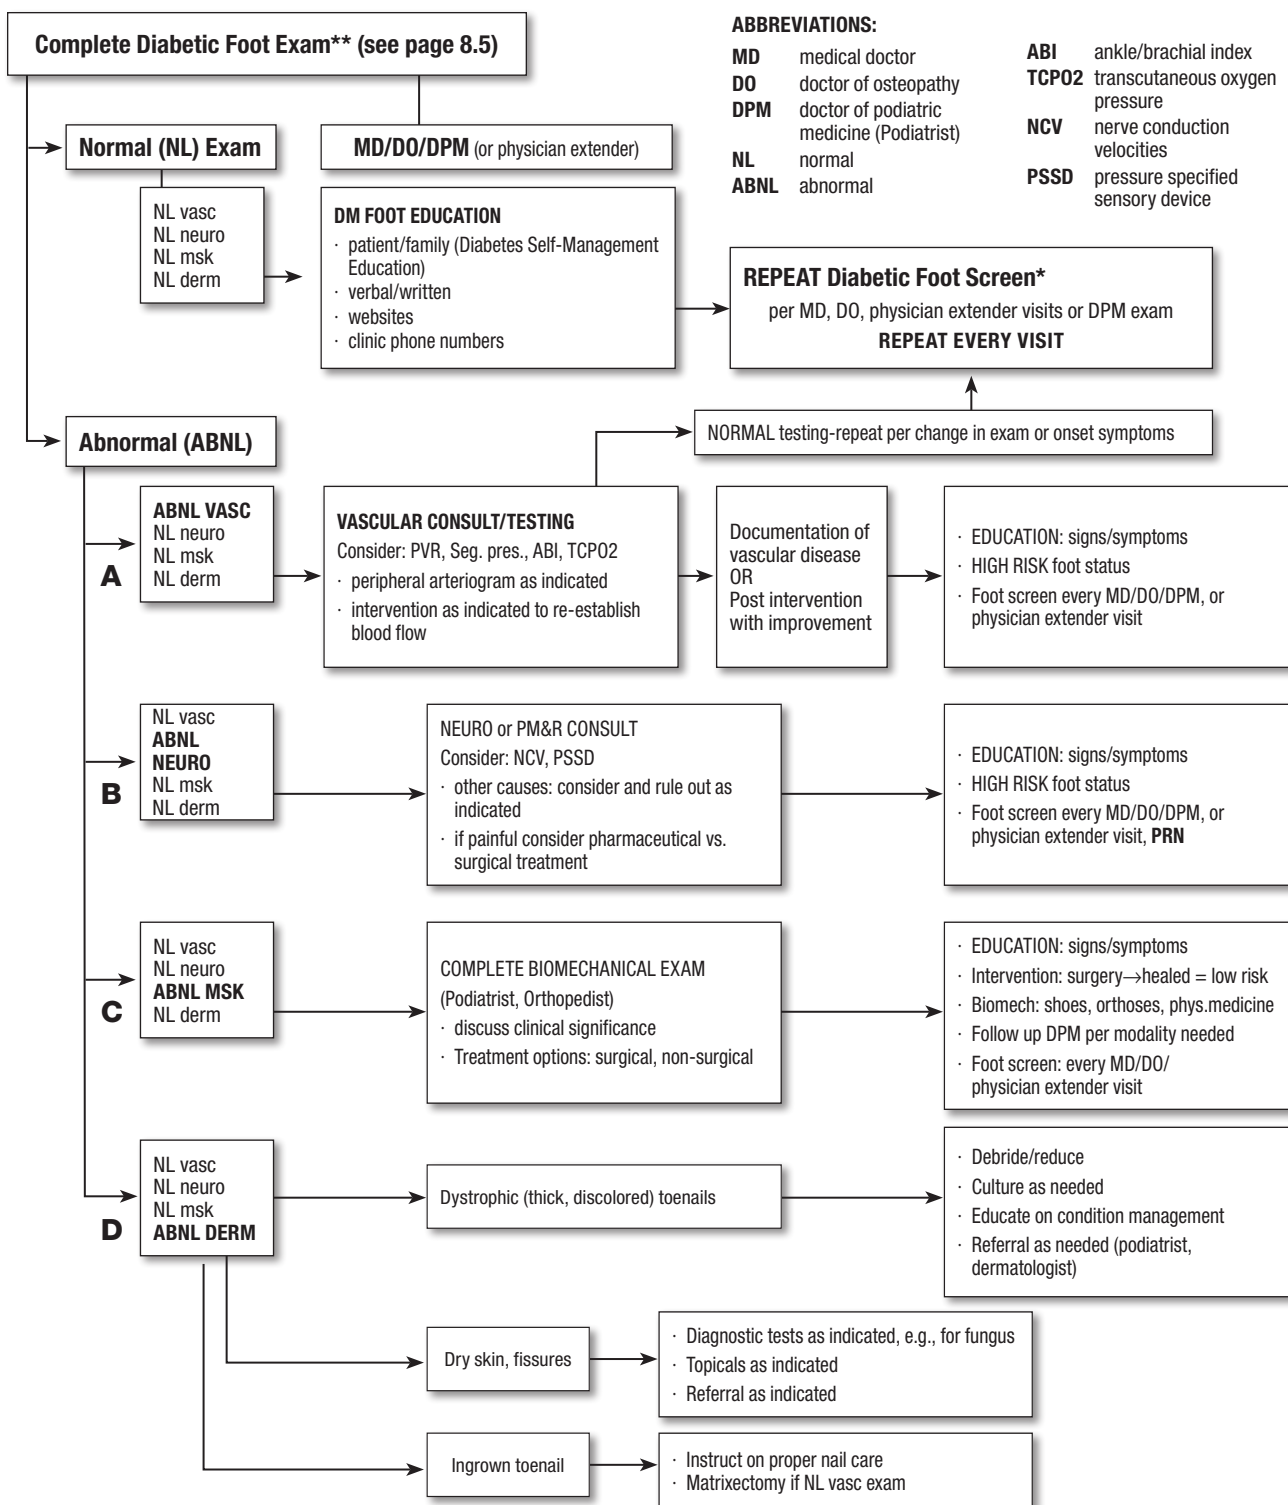 Complete Diabetic Foot Exam** (see page 8.5)
ABBREVIATIONS:
MD medical doctor
DO doctor of osteopathy
DPM doctor of podiatric
medicine (Podiatrist)
NL normal
ABNL abnormal
ABI ankle/brachial index
TCPO2 transcutaneous oxygen
pressure
NCV nerve conduction
velocities
PSSD pressure specified
sensory device
Normal (NL) Exam
MD/DO/DPM (or physician extender)
NL vasc
NL neuro
NL msk
NL derm
DM FOOT EDUCATION
· patient/family (Diabetes Self-Management
Education)
· verbal/written
· websites
· clinic phone numbers
REPEAT Diabetic Foot Screen*
per MD, DO, physician extender visits or DPM exam
REPEAT EVERY VISIT
Abnormal (ABNL)
NORMAL testing-repeat per change in exam or onset symptoms
A
ABNL VASC
NL neuro
NL msk
NL derm
VASCULAR CONSULT/TESTING
Consider: PVR, Seg. pres., ABI, TCPO2
· peripheral arteriogram as indicated
· intervention as indicated to re-establish
blood flow
Documentation of
vascular disease
OR
Post intervention
with improvement
· EDUCATION: signs/symptoms
· HIGH RISK foot status
· Foot screen every MD/DO/DPM, or
physician extender visit
B
NL vasc
ABNL
NEURO
NL msk
NL derm
NEURO or PM&R CONSULT
Consider: NCV, PSSD
· other causes: consider and rule out as
indicated
· if painful consider pharmaceutical vs.
surgical treatment
· EDUCATION: signs/symptoms
· HIGH RISK foot status
· Foot screen every MD/DO/DPM, or
physician extender visit, PRN
C
NL vasc
NL neuro
ABNL MSK
NL derm
COMPLETE BIOMECHANICAL EXAM
(Podiatrist, Orthopedist)
· discuss clinical significance
· Treatment options: surgical, non-surgical
· EDUCATION: signs/symptoms
· Intervention: surgery→healed = low risk
· Biomech: shoes, orthoses, phys.medicine
· Follow up DPM per modality needed
· Foot screen: every MD/DO/
physician extender visit
D
NL vasc
NL neuro
NL msk
ABNL DERM
Dystrophic (thick, discolored) toenails
· Debride/reduce
· Culture as needed
· Educate on condition management
· Referral as needed (podiatrist,
dermatologist)
Dry skin, fissures
· Diagnostic tests as indicated, e.g., for fungus
· Topicals as indicated
· Referral as indicated
Ingrown toenail
· Instruct on proper nail care
· Matrixectomy if NL vasc exam